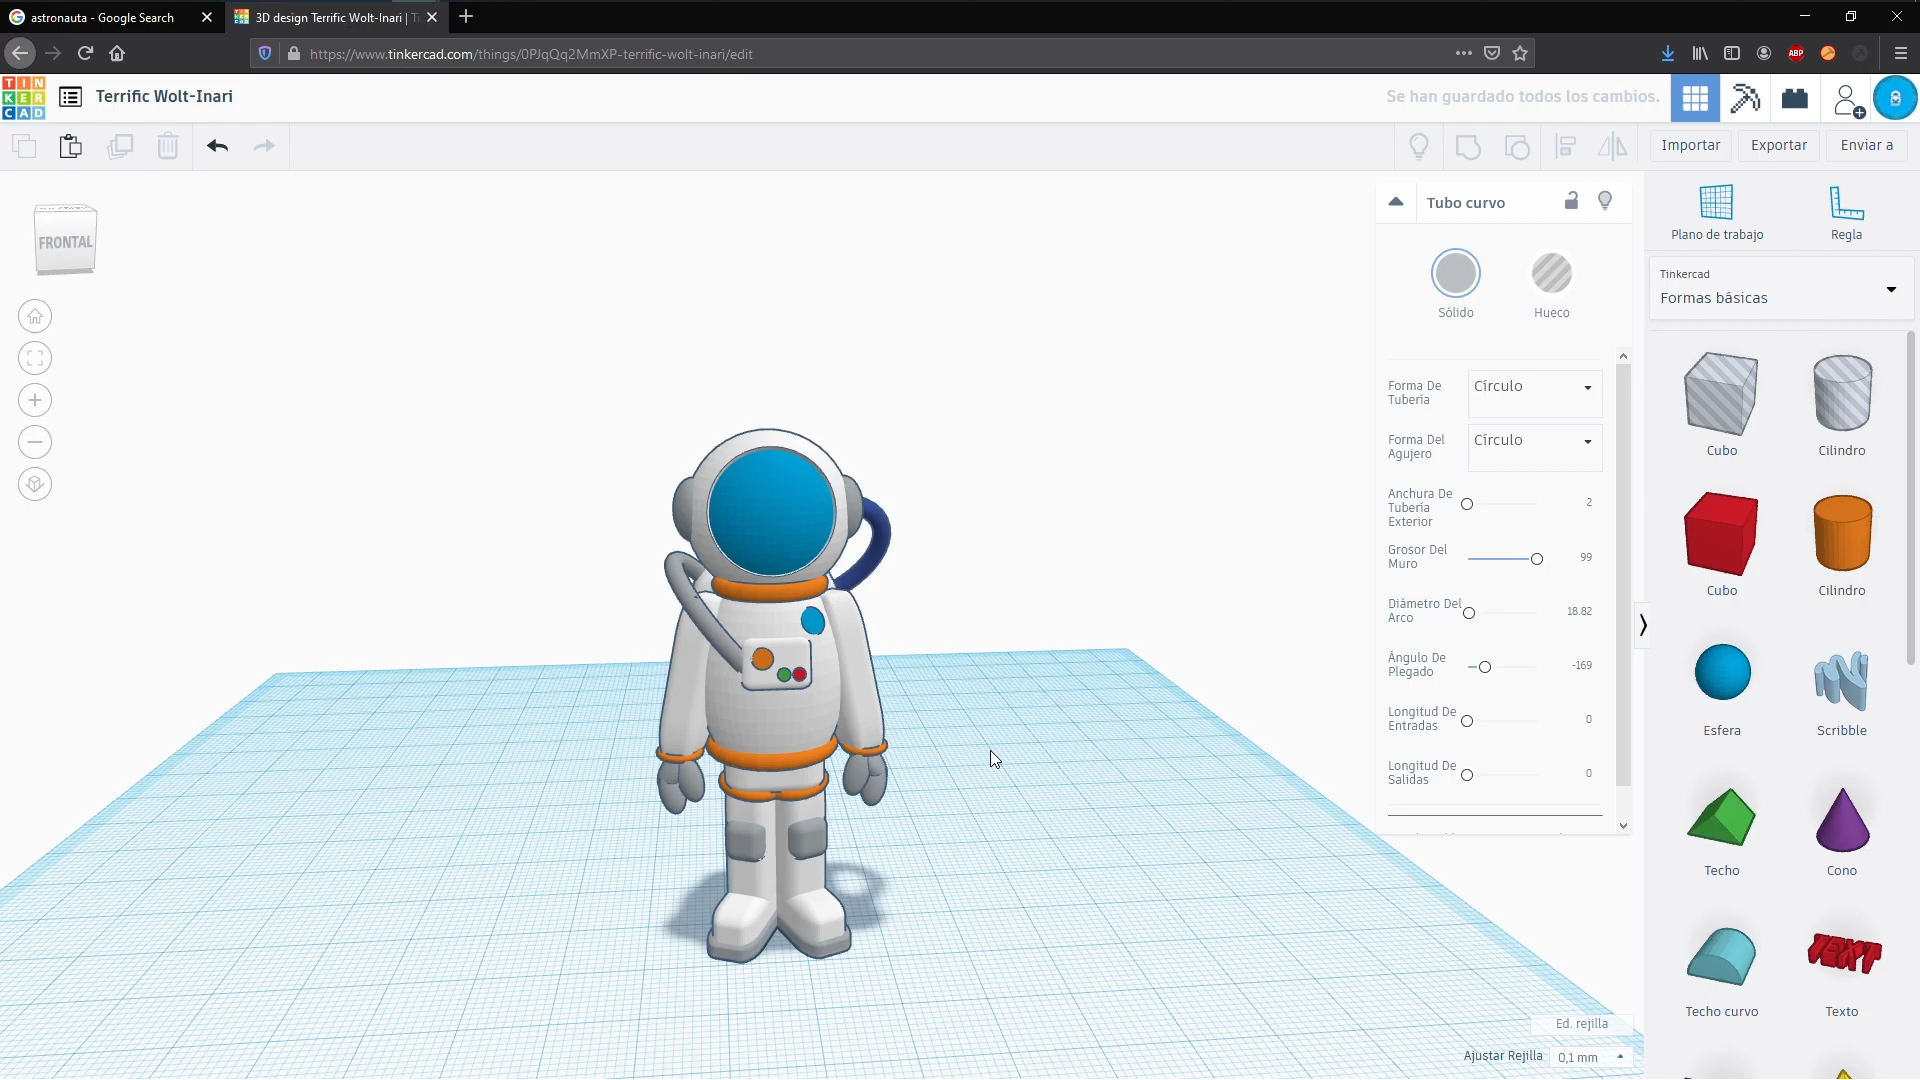 astronauta - Google Search
3D design Terrific Wolt-Inari | Ti
https://www.tinkercad.com/things/0PJqQq2MmXP-terrific-wolt-inari/edit
ABP
TIN
KER
CAD
Terrific Wolt-Inari
Se han guardado todos los cambios.
Importar
Exportar
Enviar a
FRONTAL
Tubo curvo
Sólido
Hueco
Forma De
Tubería
Círculo
Forma Del
Agujero
Círculo
Anchura De
Tubería
Exterior
2
Grosor Del
Muro
99
Diámetro Del
Arco
18.82
Ángulo De
Plegado
-169
Longitud De
Entradas
0
Longitud De
Salidas
0
Plano de trabajo
Regla
Tinkercad
Formas básicas
Cubo
Cilindro
Cubo
Cilindro
Esfera
Scribble
Techo
Cono
TEXT
Techo curvo
Texto
Ed. rejilla
Ajustar Rejilla
0,1 mm